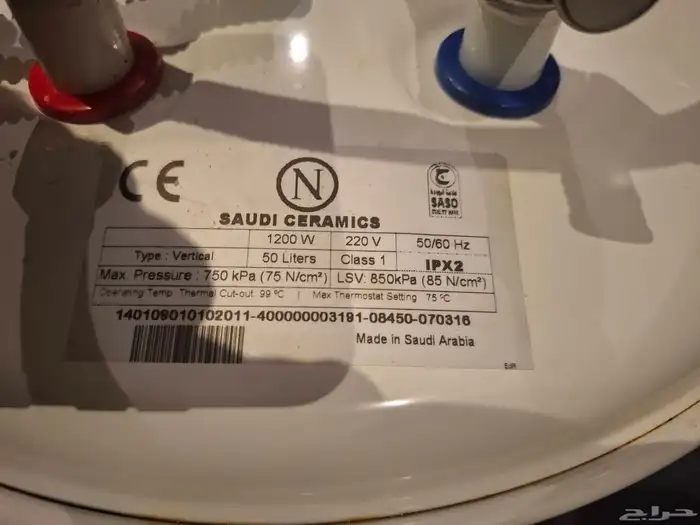 CE
N
SASO
SAUDI CERAMICS
1200 W 220 V 50/60 Hz
Type : Vertical 50 Liters Class 1 IPX2
Max Pressure : 750 kPa (75 N/cm²) LSV: 850kPa (85 N/cm²)
Operating Temp: Thermal Cut-out 99 ºC Max Thermostat Setting 75 ºC
140109010102011-400000003191-08450-070316
Made in Saudi Arabia
حراج